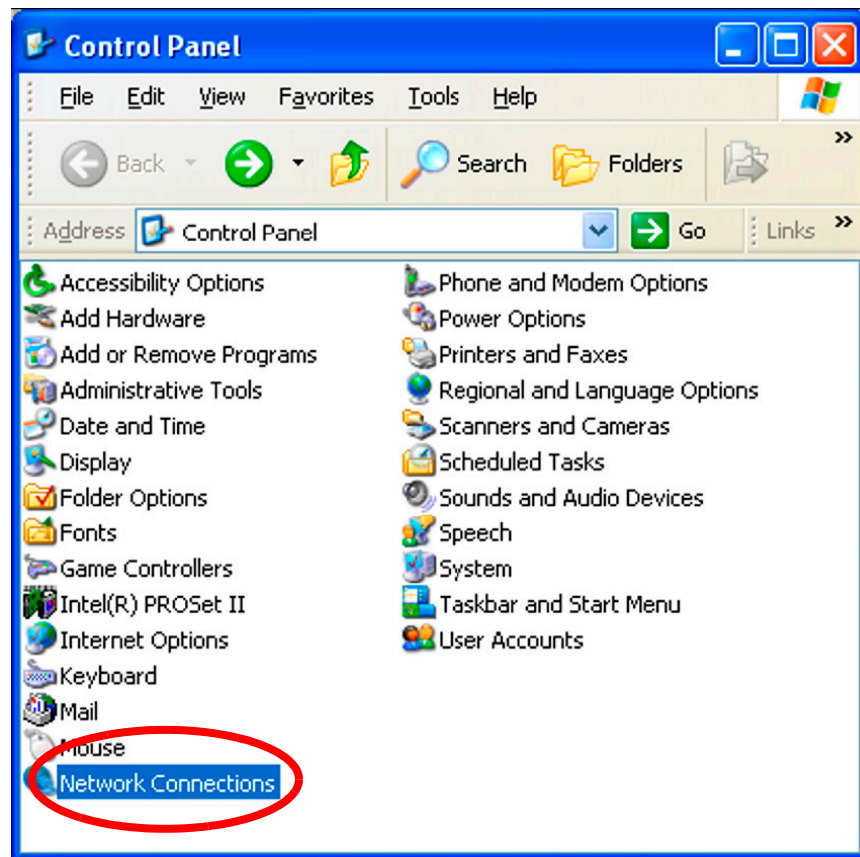 Control Panel
File Edit View Favorites Tools Help
Back Search Folders »
Address Control Panel Go Links »
Accessibility Options
Add Hardware
Add or Remove Programs
Administrative Tools
Date and Time
Display
Folder Options
Fonts
Game Controllers
Intel(R) PROSet II
Internet Options
Keyboard
Mail
Mouse
Network Connections
Phone and Modem Options
Power Options
Printers and Faxes
Regional and Language Options
Scanners and Cameras
Scheduled Tasks
Sounds and Audio Devices
Speech
System
Taskbar and Start Menu
User Accounts